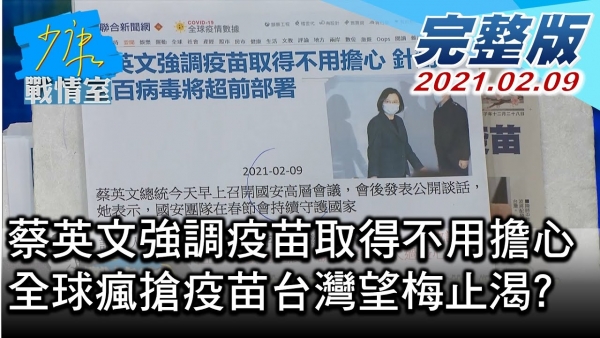 聯合新聞網
COVID-19
全球疫情數據
完整版
2021.02.09
少康
戰情室
英文強調疫苗取得不用擔心 針
百病毒將超前部署
2021-02-09
蔡英文總統今天早上召開國安高層會議，會後發表公開談話，
她表示，國安團隊在春節會持續守護國家
蔡英文強調疫苗取得不用擔心
全球瘋搶疫苗台灣望梅止渴?